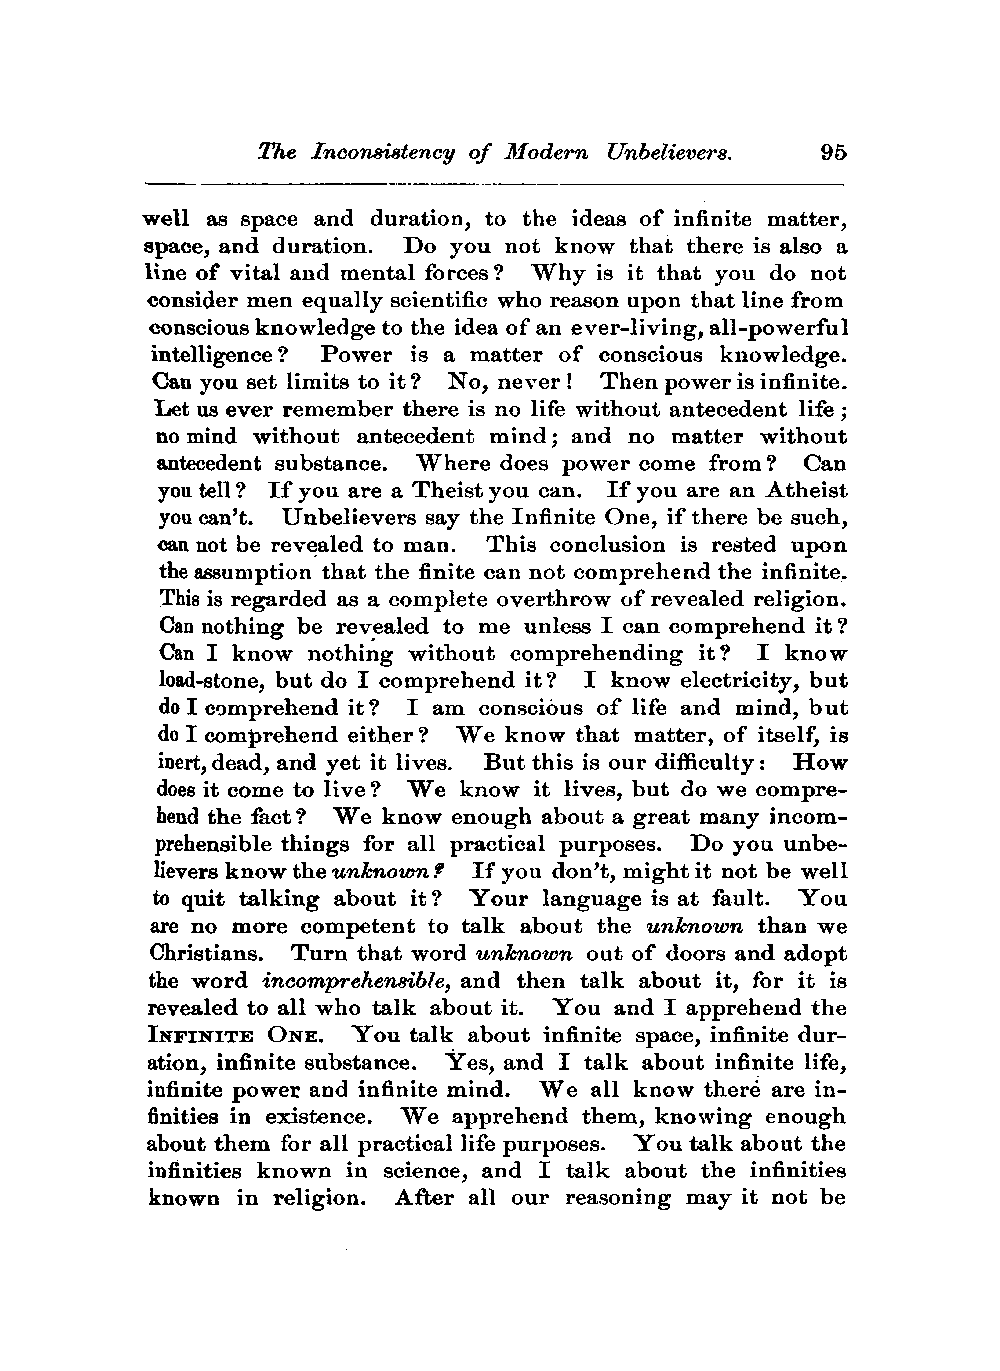 The Inconsistency of Modern Unbelievers. 95
well as space and duration, to the ideas of infinite matter,
space, and duration. Do you not know that there is also a
line of vital and mental forces? Why is it that you do not
consider men equally scientific who reason upon that line from
conscious knowledge to the idea of an ever-living, all-powerful
intelligence? Power is a matter of conscious knowledge.
Can you set limits to it? No, never! Then power is infinite.
Let us ever remember there is no life without antecedent life;
no mind without antecedent mind; and no matter without
antecedent substance. Where does power come from? Can
you tell? If you are a Theist you can. If you are an Atheist
you can't. Unbelievers say the Infinite One, if there be such,
can not be revealed to man. This conclusion is rested upon
the assumption that the finite can not comprehend the infinite.
This is regarded as a complete overthrow of revealed religion.
Can nothing be revealed to me unless I can comprehend it?
Can I know nothing without comprehending it? I know
load-stone, but do I comprehend it? I know electricity, but
do I comprehend it? I am conscious of life and mind, but
do I comprehend either? We know that matter, of itself, is
inert, dead, and yet it lives. But this is our difficulty: How
does it come to live? We know it lives, but do we compre-
hend the fact? We know enough about a great many incom-
prehensible things for all practical purposes. Do you unbe-
lievers know the unknown? If you don't, might it not be well
to quit talking about it? Your language is at fault. You
are no more competent to talk about the unknown than we
Christians. Turn that word unknown out of doors and adopt
the word incomprehensible, and then talk about it, for it is
revealed to all who talk about it. You and I apprehend the
INFINITE ONE. You talk about infinite space, infinite dur-
ation, infinite substance. Yes, and I talk about infinite life,
infinite power and infinite mind. We all know there are in-
finities in existence. We apprehend them, knowing enough
about them for all practical life purposes. You talk about the
infinities known in science, and I talk about the infinities
known in religion. After all our reasoning may it not be